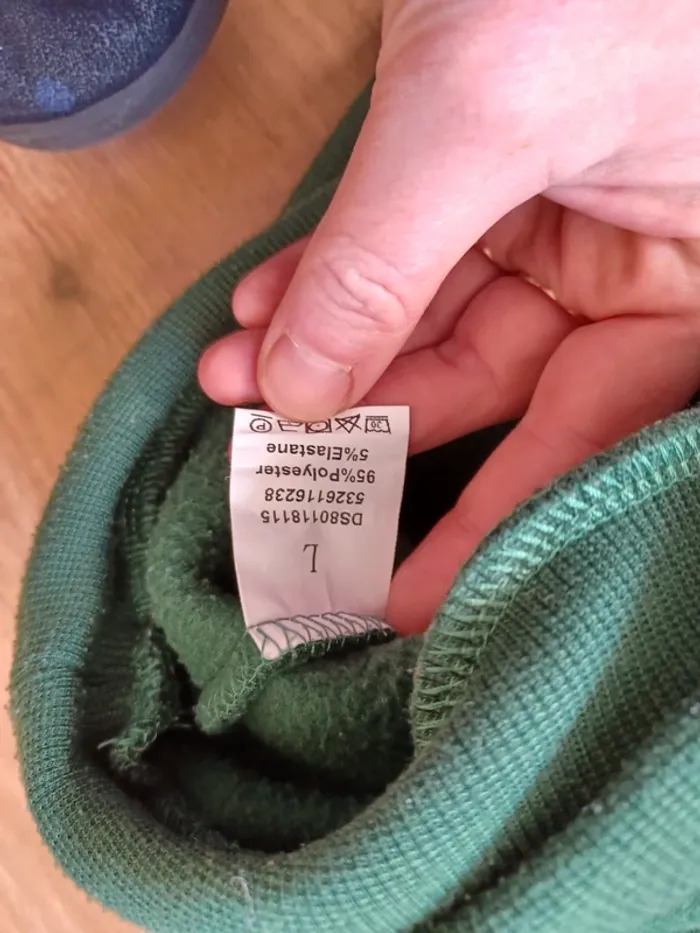 L
DS80118115
5326116238
95%Polyester
5%Elastane